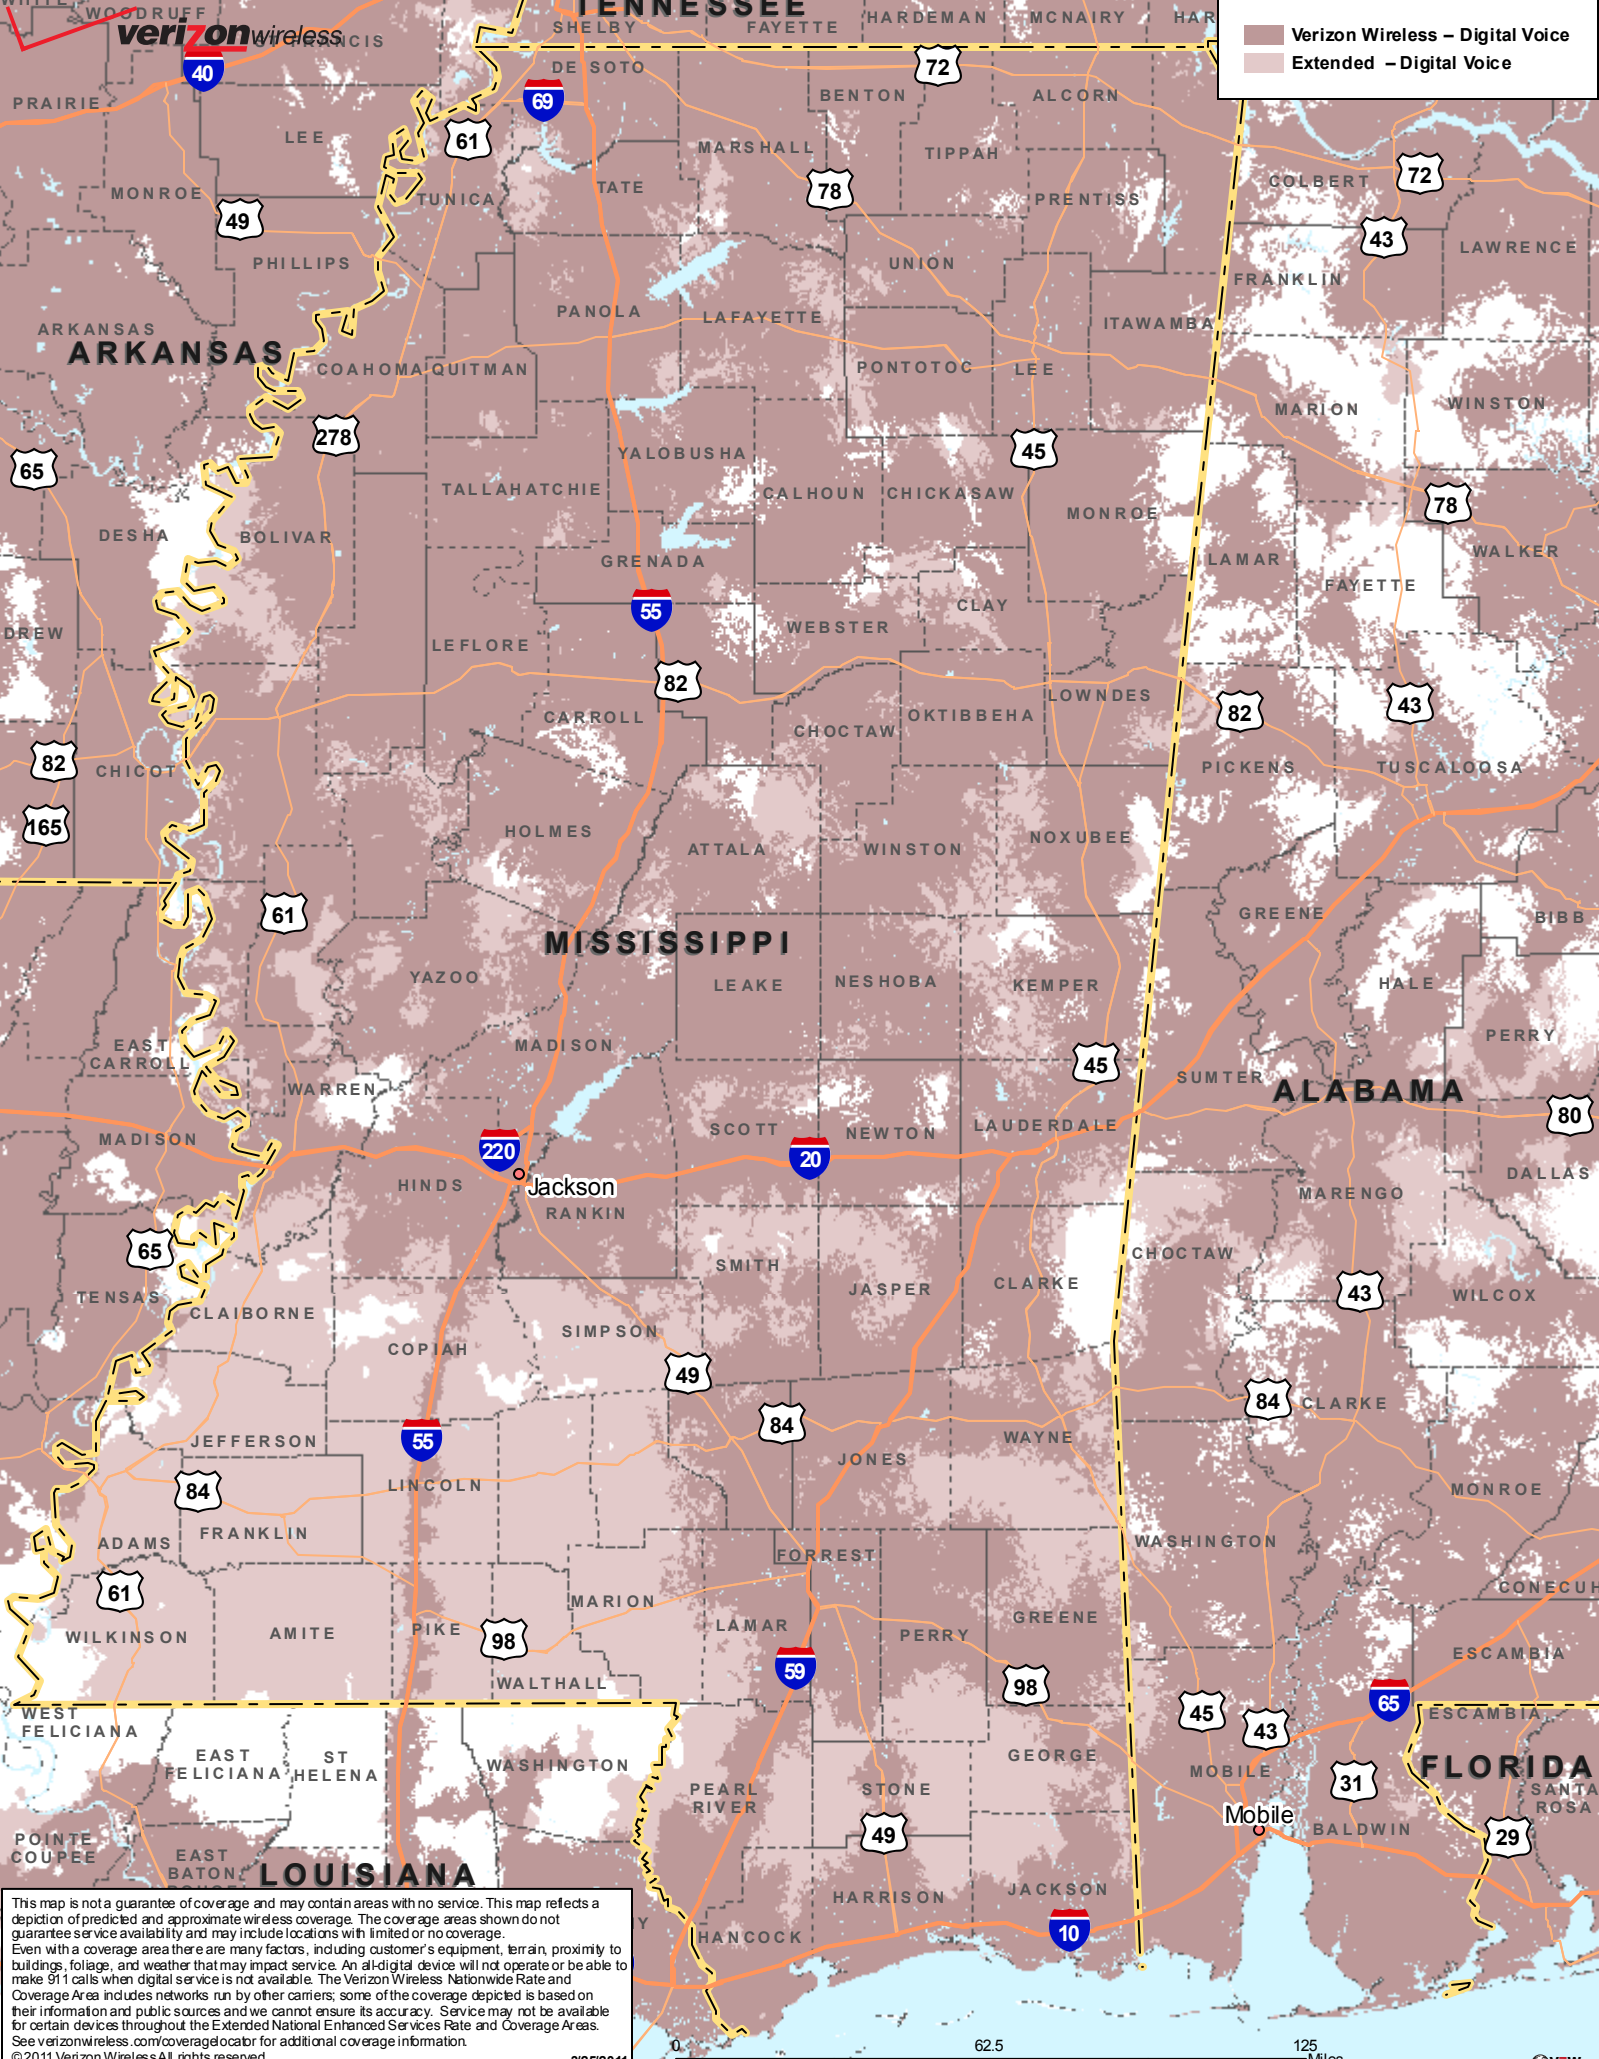 TENNESSEE
WOODRUFF
verizonwireless
ST FRANCIS
SHELBY
FAYETTE
HARDEMAN
MCNAIRY
HAR
Verizon Wireless – Digital Voice
Extended – Digital Voice
40
DE SOTO
72
69
BENTON
ALCORN
PRAIRIE
LEE
61
MARSHALL
TIPPAH
COLBERT
72
MONROE
49
TUNICA
TATE
78
PRENTISS
43
LAWRENCE
PHILLIPS
UNION
FRANKLIN
PANOLA
LAFAYETTE
ITAWAMBA
ARKANSAS
ARKANSAS
COAHOMA
QUITMAN
PONTOTOC
LEE
MARION
WINSTON
278
65
YALOBUSHA
45
TALLAHATCHIE
CALHOUN
CHICKASAW
MONROE
78
DESHA
BOLIVAR
GRENADA
LAMAR
WALKER
FAYETTE
55
CLAY
DREW
LEFLORE
WEBSTER
82
LOWNDES
CARROLL
OKTIBBEHA
82
43
CHOCTAW
82
CHICOT
PICKENS
TUSCALOOSA
165
HOLMES
ATTALA
WINSTON
NOXUBEE
61
GREENE
BIBB
MISSISSIPPI
YAZOO
LEAKE
NESHOBA
KEMPER
HALE
PERRY
EAST
CARROLL
MADISON
45
WARREN
SUMTER
ALABAMA
80
MADISON
220
SCOTT
20
NEWTON
LAUDERDALE
HINDS
Jackson
DALLAS
RANKIN
MARENGO
65
SMITH
CHOCTAW
JASPER
CLARKE
43
TENSAS
CLAIBORNE
WILCOX
SIMPSON
COPIAH
49
84
84
CLARKE
JEFFERSON
55
WAYNE
JONES
84
LINCOLN
MONROE
FRANKLIN
ADAMS
FORREST
WASHINGTON
61
MARION
CONECUH
WILKINSON
AMITE
PIKE
98
LAMAR
PERRY
GREENE
59
ESCAMBIA
WALTHALL
98
45
43
65
WEST
FELICIANA
ESCAMBIA
EAST
FELICIANA
ST
HELENA
WASHINGTON
GEORGE
MOBILE
31
FLORIDA
PEARL
RIVER
STONE
SANTA
ROSA
Mobile
49
BALDWIN
29
POINTE
COUPEE
EAST
BATON
LOUISIANA
HARRISON
JACKSON
10
HANCOCK
This map is not a guarantee of coverage and may contain areas with no service. This map reflects a
depiction of predicted and approximate wireless coverage. The coverage areas shown do not
guarantee service availability and may include locations with limited or no coverage.
Even with a coverage area there are many factors, including customer's equipment, terrain, proximity to
buildings, foliage, and weather that may impact service. An all-digital device will not operate or be able to
make 911 calls when digital service is not available. The Verizon Wireless Nationwide Rate and
Coverage Area includes networks run by other carriers; some of the coverage depicted is based on
their information and public sources and we cannot ensure its accuracy. Service may not be available
for certain devices throughout the Extended National Enhanced Services Rate and Coverage Areas.
See verizonwireless.com/coveragelocator for additional coverage information.
© 2011 Verizon Wireless All rights reserved
0 62.5 125
Miles